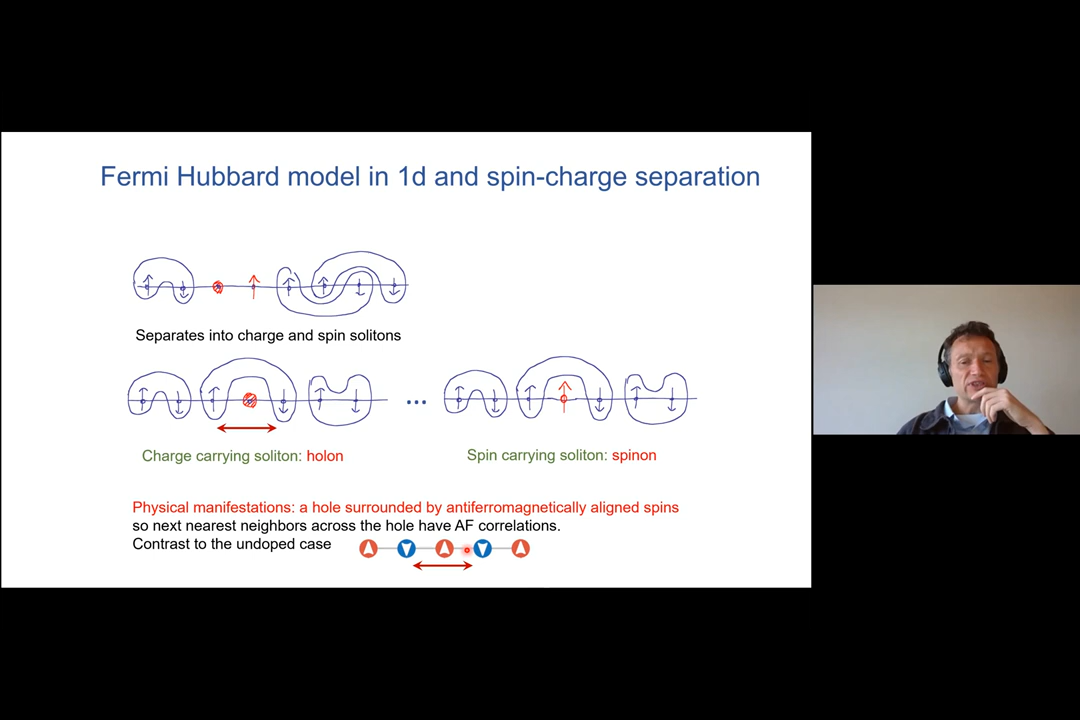 Fermi Hubbard model in 1d and spin-charge separation
Separates into charge and spin solitons
...
Charge carrying soliton: holon
Spin carrying soliton: spinon
Physical manifestations: a hole surrounded by antiferromagnetically aligned spins
so next nearest neighbors across the hole have AF correlations.
Contrast to the undoped case